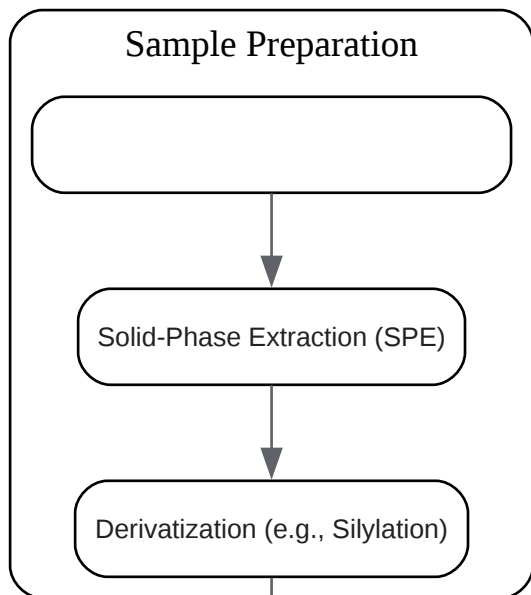 Sample Preparation
Solid-Phase Extraction (SPE)
Derivatization (e.g., Silylation)